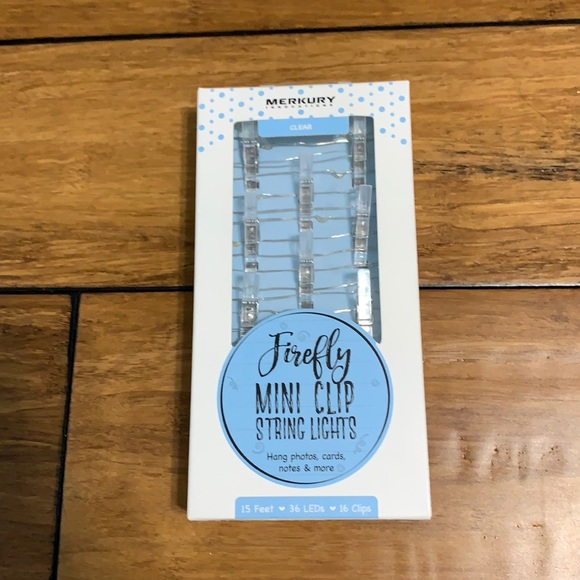 MERKURY
INNOVATIONS
CLEAR
Firefly
MINI CLIP
STRING LIGHTS
Hang photos, cards,
notes & more
15 Feet ❤ 36 LEDs ❤ 16 Clips